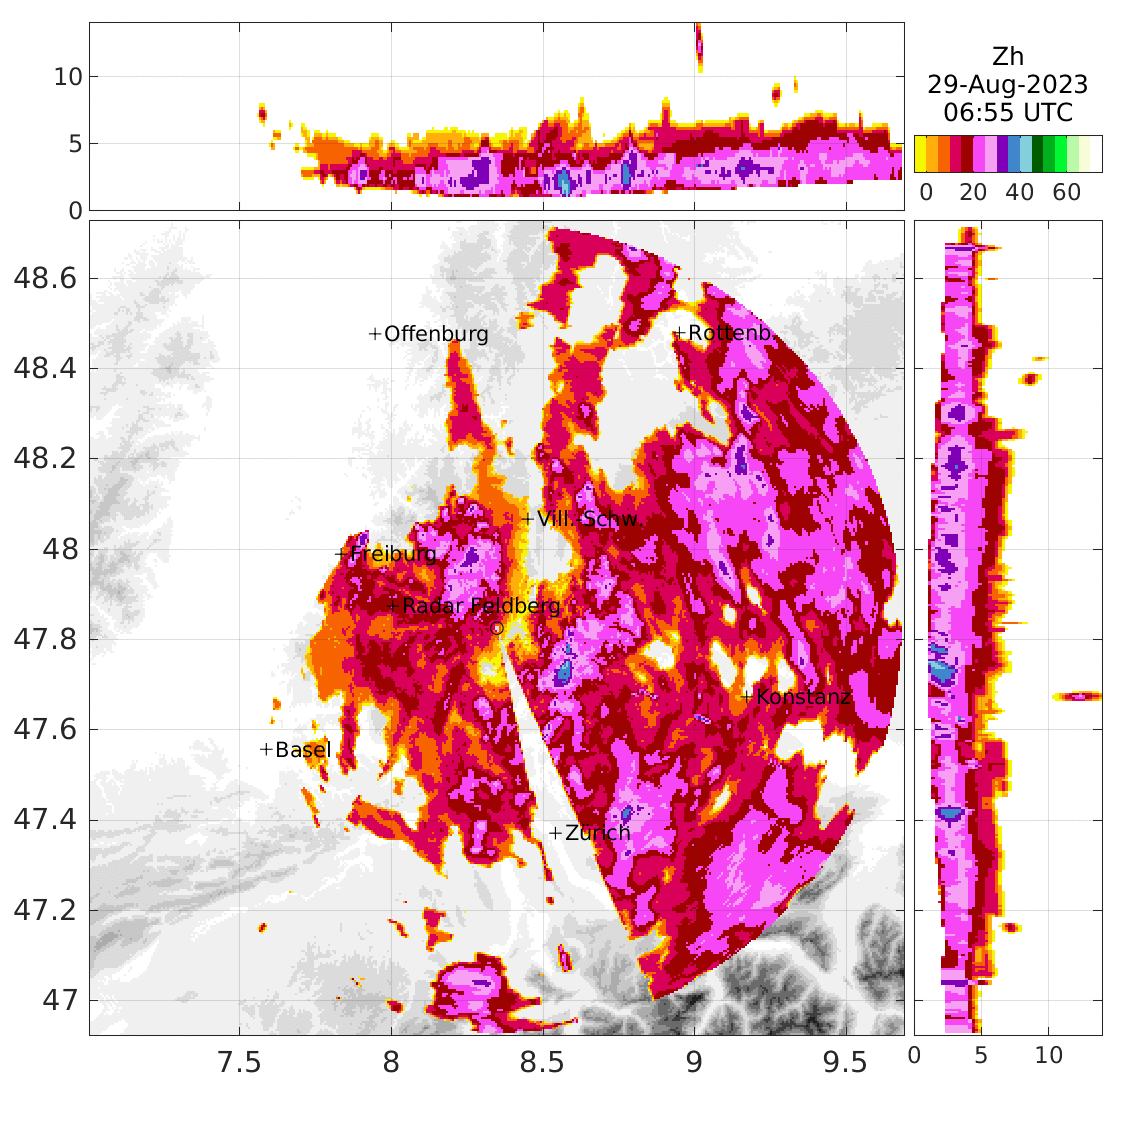 10
5
0
Zh
29-Aug-2023
06:55 UTC
0 20 40 60
48.6
48.4
48.2
48
47.8
47.6
47.4
47.2
47
+Offenburg
+Rottenb.
+Vill.-Schw.
+Freiburg
+Radar Feldberg
+Konstanz
+Basel
+Zürich
7.5 8 8.5 9 9.5
0 5 10